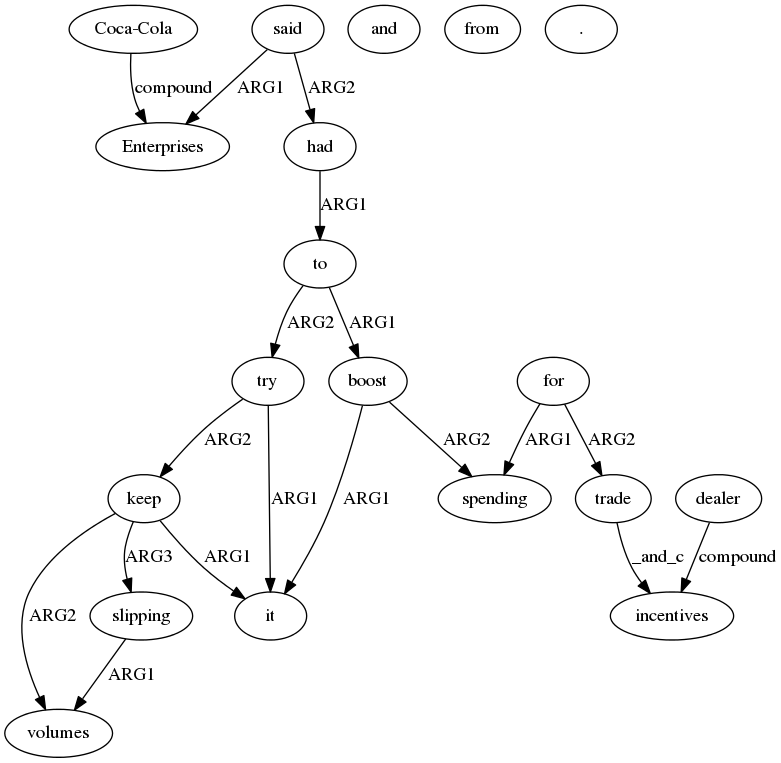 Coca-Cola said and from .
compound ARG1 ARG2
Enterprises had
ARG1
to
ARG2 ARG1
try boost for
ARG2 ARG2 ARG1 ARG2
keep spending trade dealer
ARG1 ARG1
ARG3 ARG1 _and_c compound
slipping it incentives
ARG2
ARG1
volumes